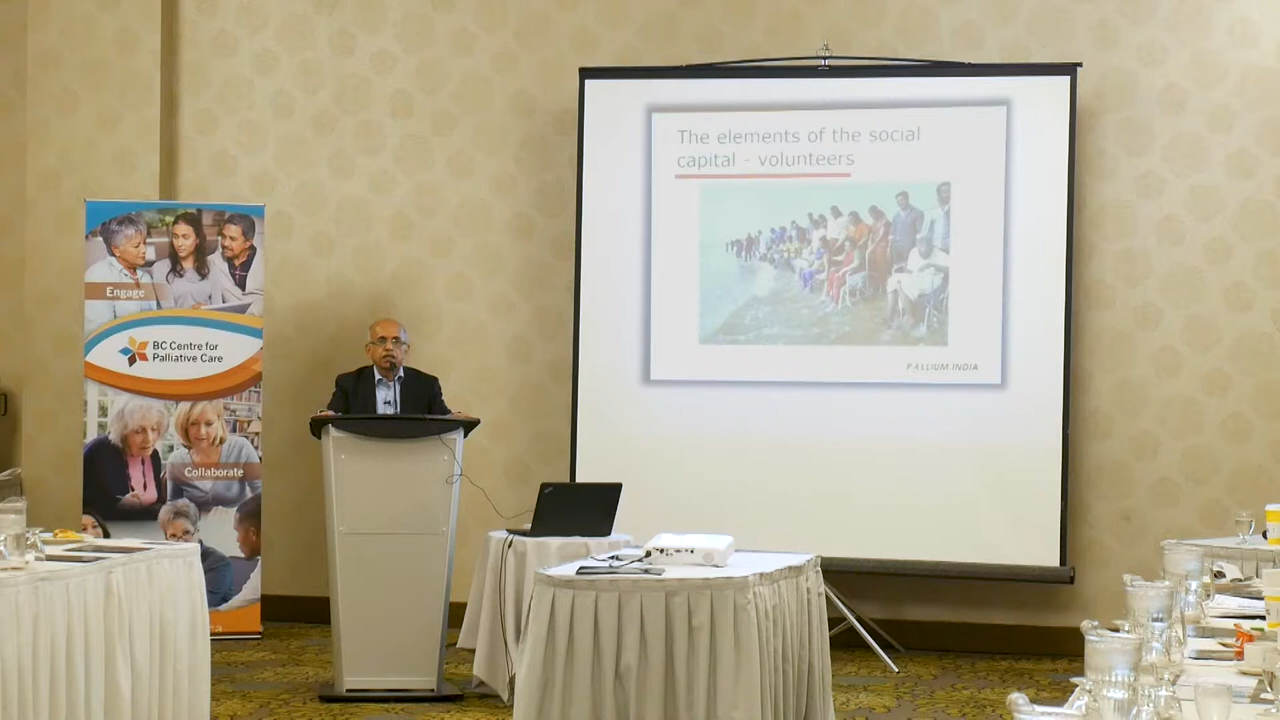 The elements of the social
capital - volunteers
PALLIUM INDIA
Engage
BC Centre for
Palliative Care
Collaborate